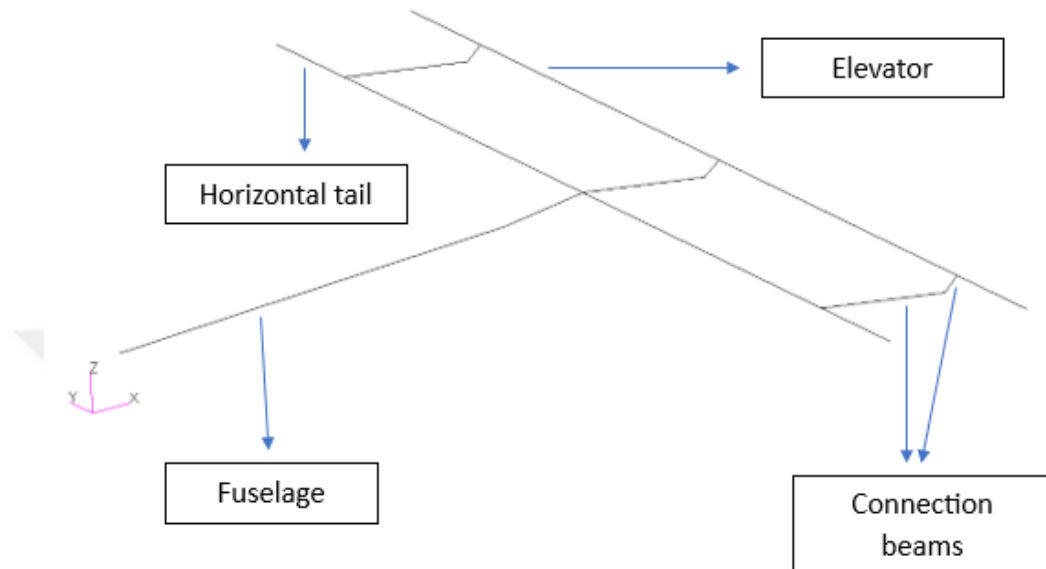 Elevator
Horizontal tail
Z
Y
X
Fuselage
Connection
beams